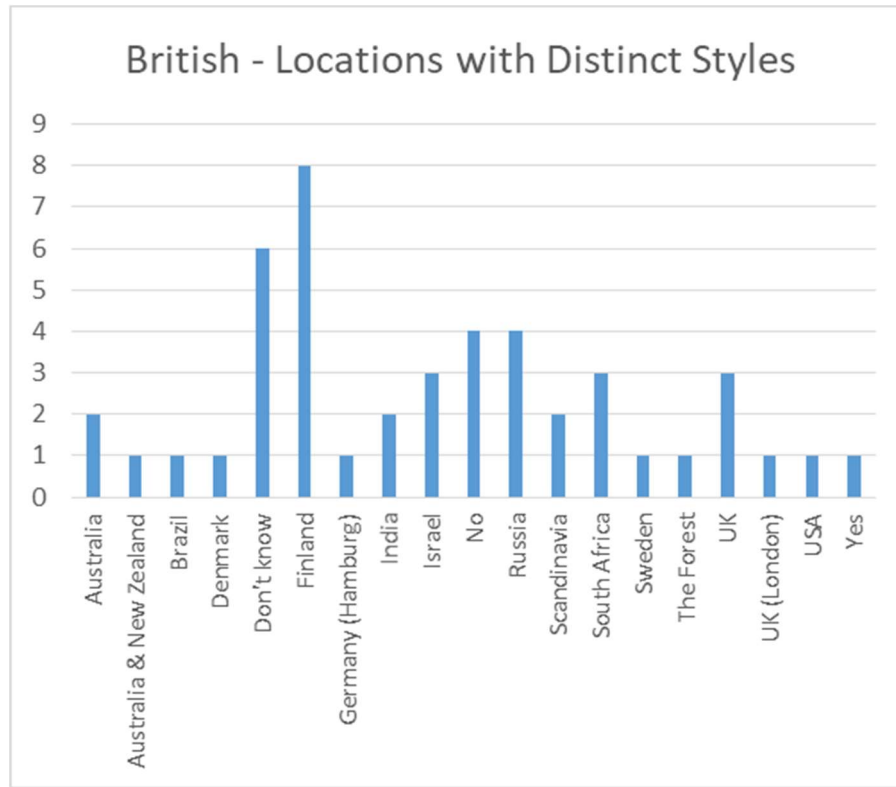 British - Locations with Distinct Styles
9
8
7
6
5
4
3
2
1
0
Australia
Australia & New Zealand
Brazil
Denmark
Don't know
Finland
Germany (Hamburg)
India
Israel
No
Russia
Scandinavia
South Africa
Sweden
The Forest
UK
UK (London)
USA
Yes